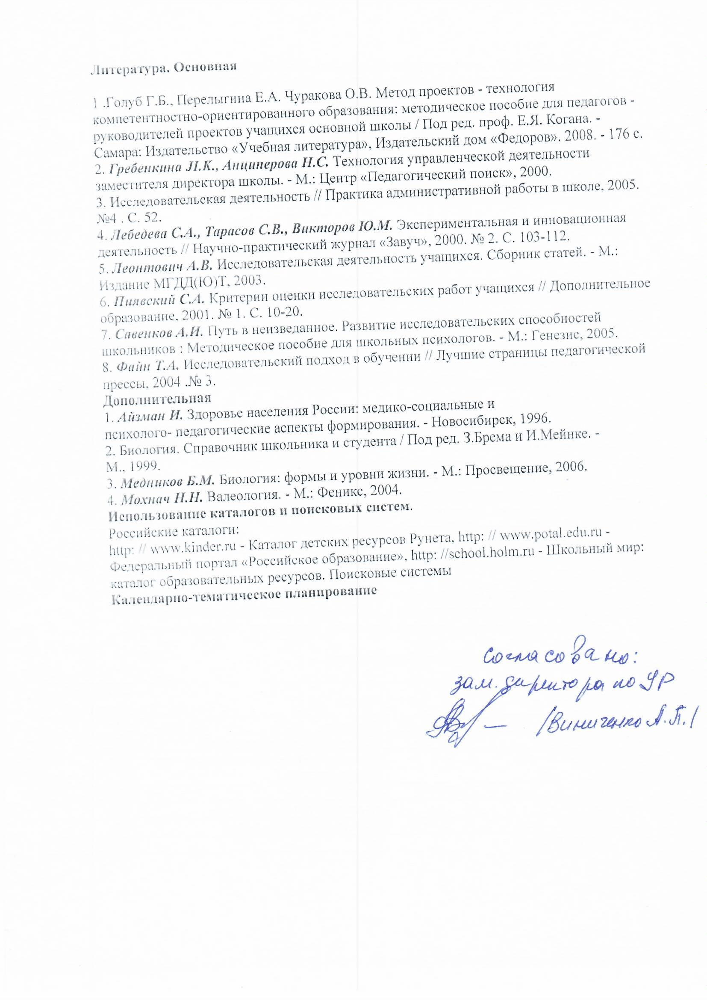 Литература. Основная
1 .Голуб Г.Б., Перелыгина Е.А. Чуракова О.В. Метод проектов - технология
компетентностно-ориентированного образования: методическое пособие для педагогов -
руководителей проектов учащихся основной школы / Под ред. проф. Е.Я. Когана. -
Самара: Издательство «Учебная литература», Издательский дом «Федоров». 2008. - 176 с.
2. Гребенкина Л.К., Анциперова Н.С. Технология управленческой деятельности
заместителя директора школы. - М.: Центр «Педагогический поиск», 2000.
3. Исследовательская деятельность // Практика административной работы в школе, 2005.
№4 . С. 52.
4. Лебедева С.А., Тарасов С.В., Викторов Ю.М. Экспериментальная и инновационная
деятельность // Научно-практический журнал «Завуч», 2000. № 2. С. 103-112.
5. Леонтович А.В. Исследовательская деятельность учащихся. Сборник статей. - М.:
Издание МГДД(Ю)Т, 2003.
6. Пиявский С.А. Критерии оценки исследовательских работ учащихся // Дополнительное
образование, 2001. № 1. С. 10-20.
7. Савенков А.И. Путь в неизведанное. Развитие исследовательских способностей
школьников : Методическое пособие для школьных психологов. - М.: Генезис, 2005.
8. Файн Т.А. Исследовательский подход в обучении // Лучшие страницы педагогической
прессы, 2004 .№ 3.
Дополнительная
1. Айзман И. Здоровье населения России: медико-социальные и
психолого- педагогические аспекты формирования. - Новосибирск, 1996.
2. Биология. Справочник школьника и студента / Под ред. З.Брема и И.Мейнке. -
М., 1999.
3. Медников Б.М. Биология: формы и уровни жизни. - М.: Просвещение, 2006.
4. Мохнач Н.Н. Валеология. - М.: Феникс, 2004.
Использование каталогов и поисковых систем.
Российские каталоги:
http: // www.kinder.ru - Каталог детских ресурсов Рунета, http: // www.potal.edu.ru -
Федеральный портал «Российское образование», http: //school.holm.ru - Школьный мир:
каталог образовательных ресурсов. Поисковые системы
Календарно-тематическое планирование
Согласовано:
зам. директора по УР
/Виниченко А.П./